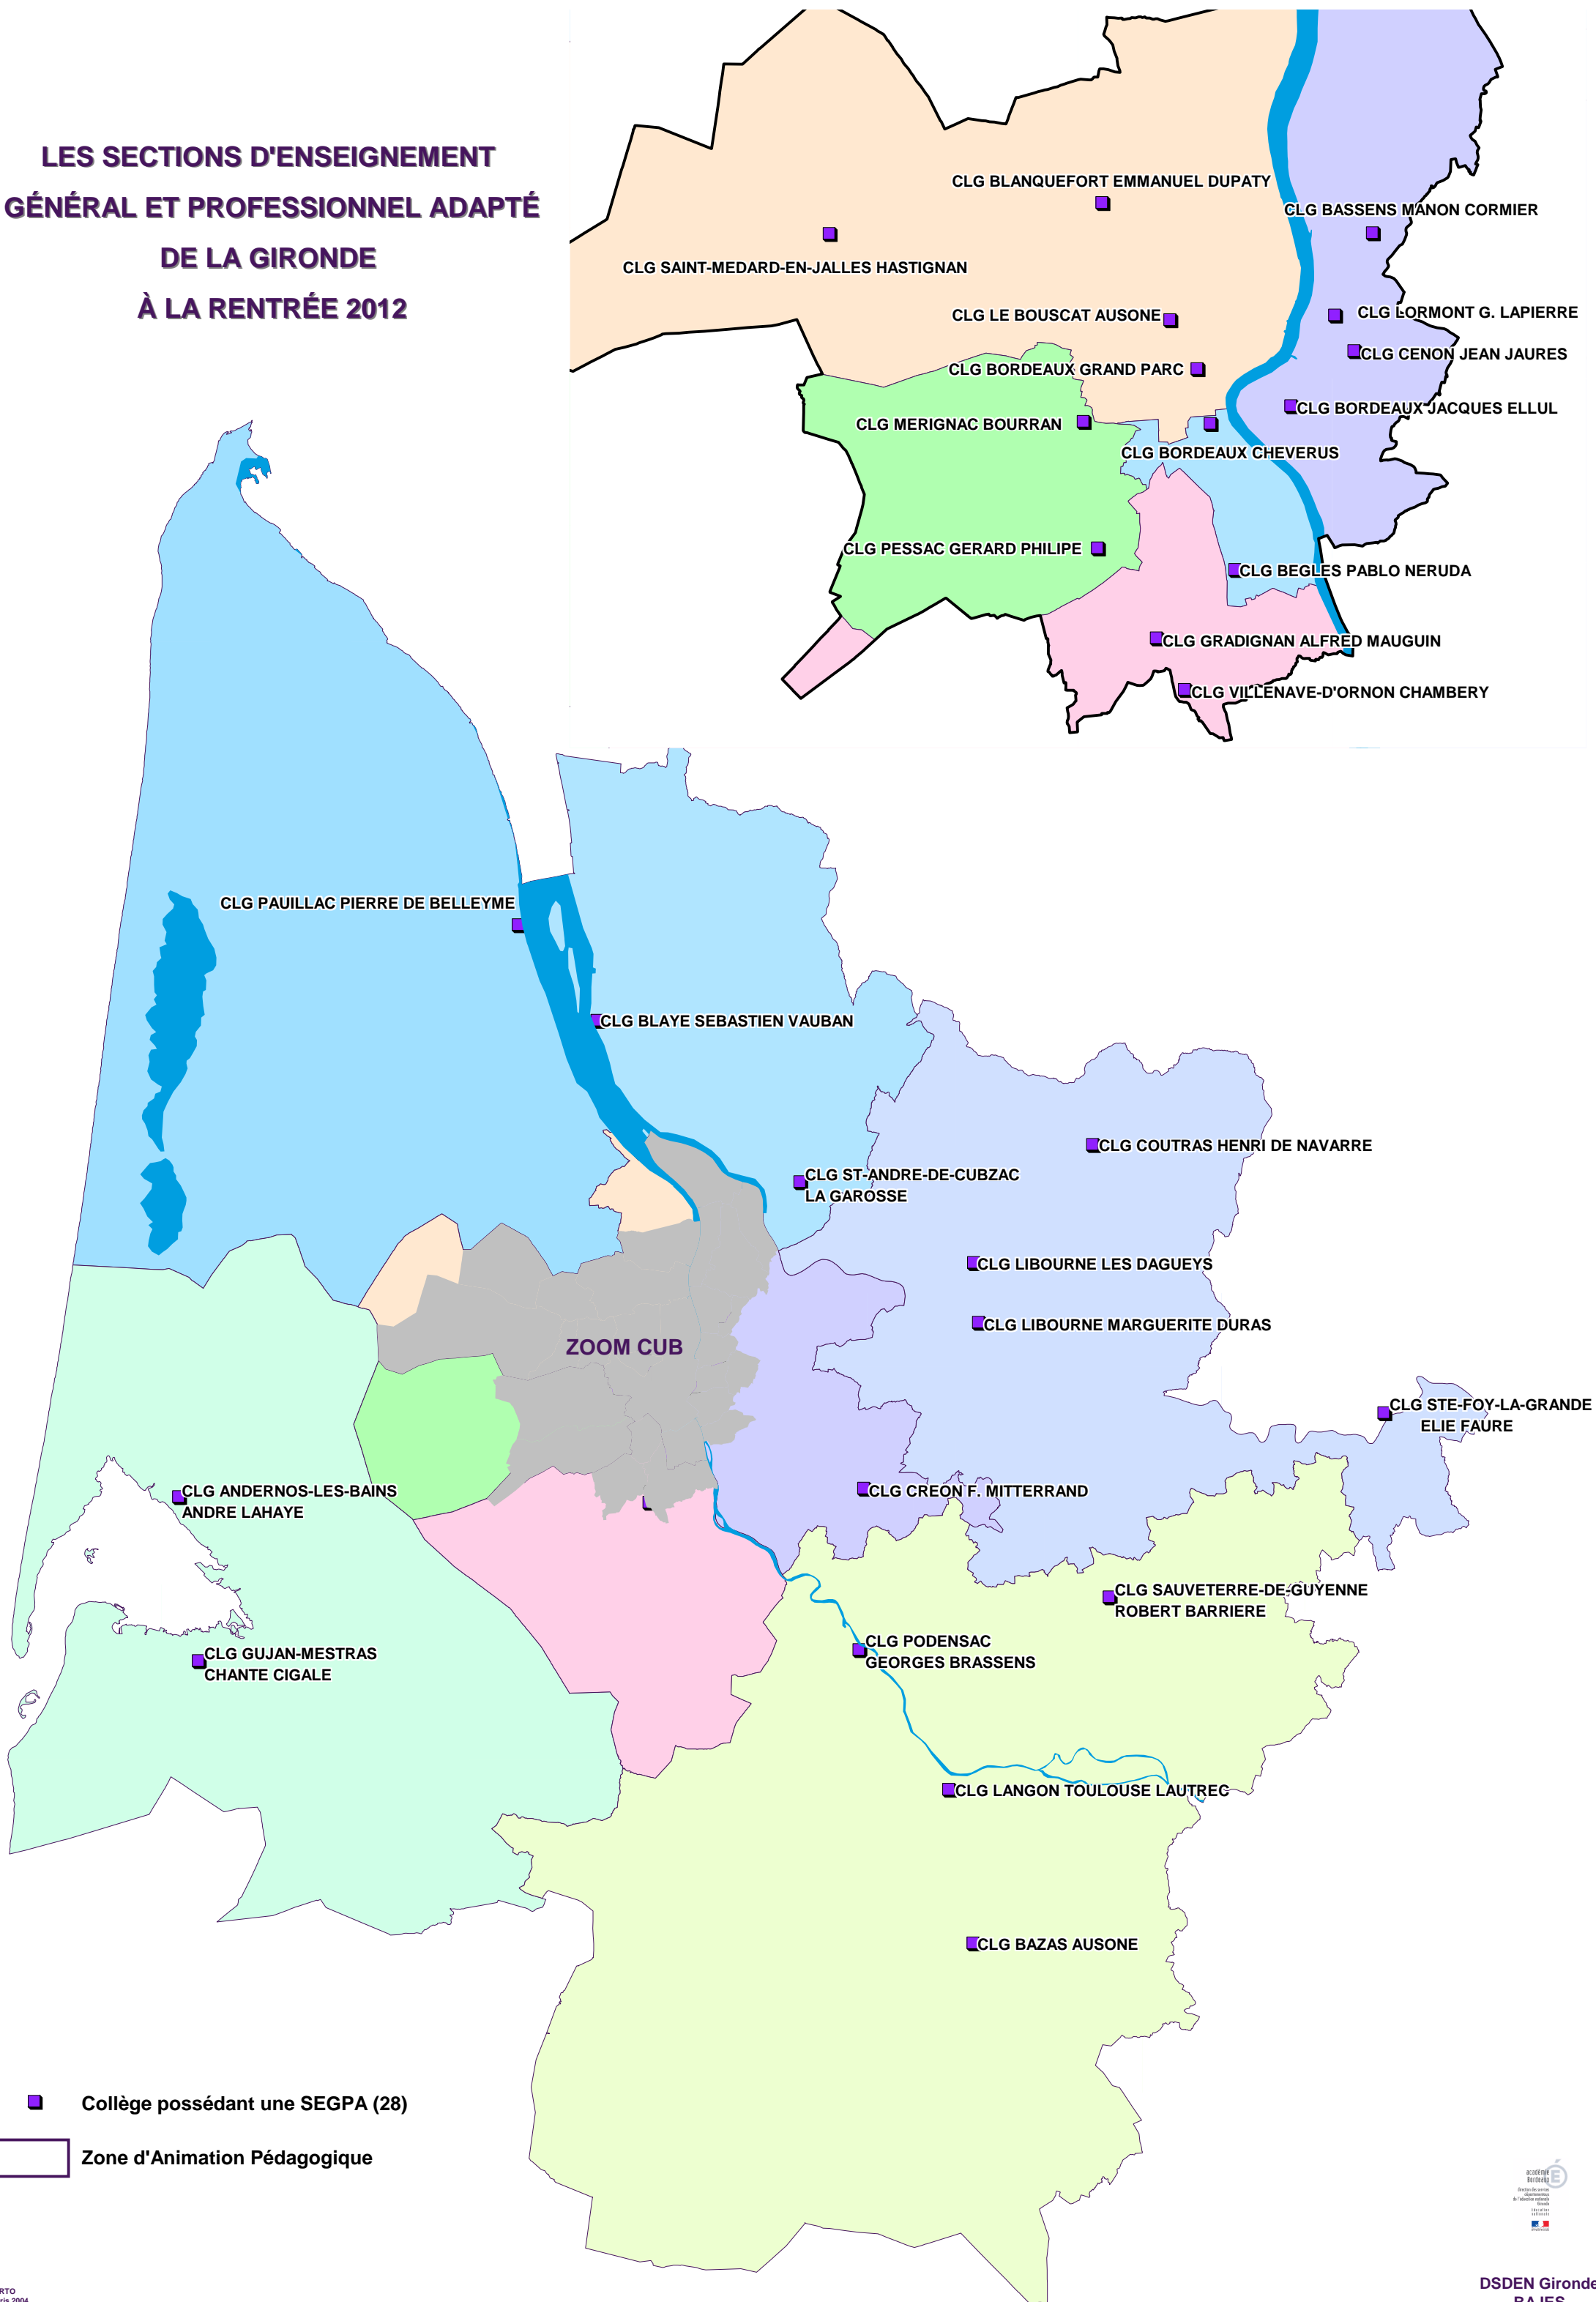 LES SECTIONS D'ENSEIGNEMENT
GÉNÉRAL ET PROFESSIONNEL ADAPTÉ
DE LA GIRONDE
À LA RENTRÉE 2012
CLG BLANQUEFORT EMMANUEL DUPATY
CLG BASSENS MANON CORMIER
CLG SAINT-MEDARD-EN-JALLES HASTIGNAN
CLG LE BOUSCAT AUSONE
CLG LORMONT G. LAPIERRE
CLG CENON JEAN JAURES
CLG BORDEAUX GRAND PARC
CLG BORDEAUX JACQUES ELLUL
CLG MERIGNAC BOURRAN
CLG BORDEAUX CHEVERUS
CLG PESSAC GERARD PHILIPE
CLG BEGLES PABLO NERUDA
CLG GRADIGNAN ALFRED MAUGUIN
CLG VILLENAVE-D'ORNON CHAMBERY
CLG PAUILLAC PIERRE DE BELLEYME
CLG BLAYE SEBASTIEN VAUBAN
CLG COUTRAS HENRI DE NAVARRE
CLG ST-ANDRE-DE-CUBZAC
LA GAROSSE
CLG LIBOURNE LES DAGUEYS
CLG LIBOURNE MARGUERITE DURAS
ZOOM CUB
CLG STE-FOY-LA-GRANDE
ELIE FAURE
CLG ANDERNOS-LES-BAINS
ANDRE LAHAYE
CLG CREON F. MITTERRAND
CLG SAUVETERRE-DE-GUYENNE
ROBERT BARRIERE
CLG PODENSAC
GEORGES BRASSENS
CLG GUJAN-MESTRAS
CHANTE CIGALE
CLG LANGON TOULOUSE LAUTREC
CLG BAZAS AUSONE
Collège possédant une SEGPA (28)
Zone d'Animation Pédagogique
académie
Bordeaux
DSDEN Gironde
RTO
ris 2004